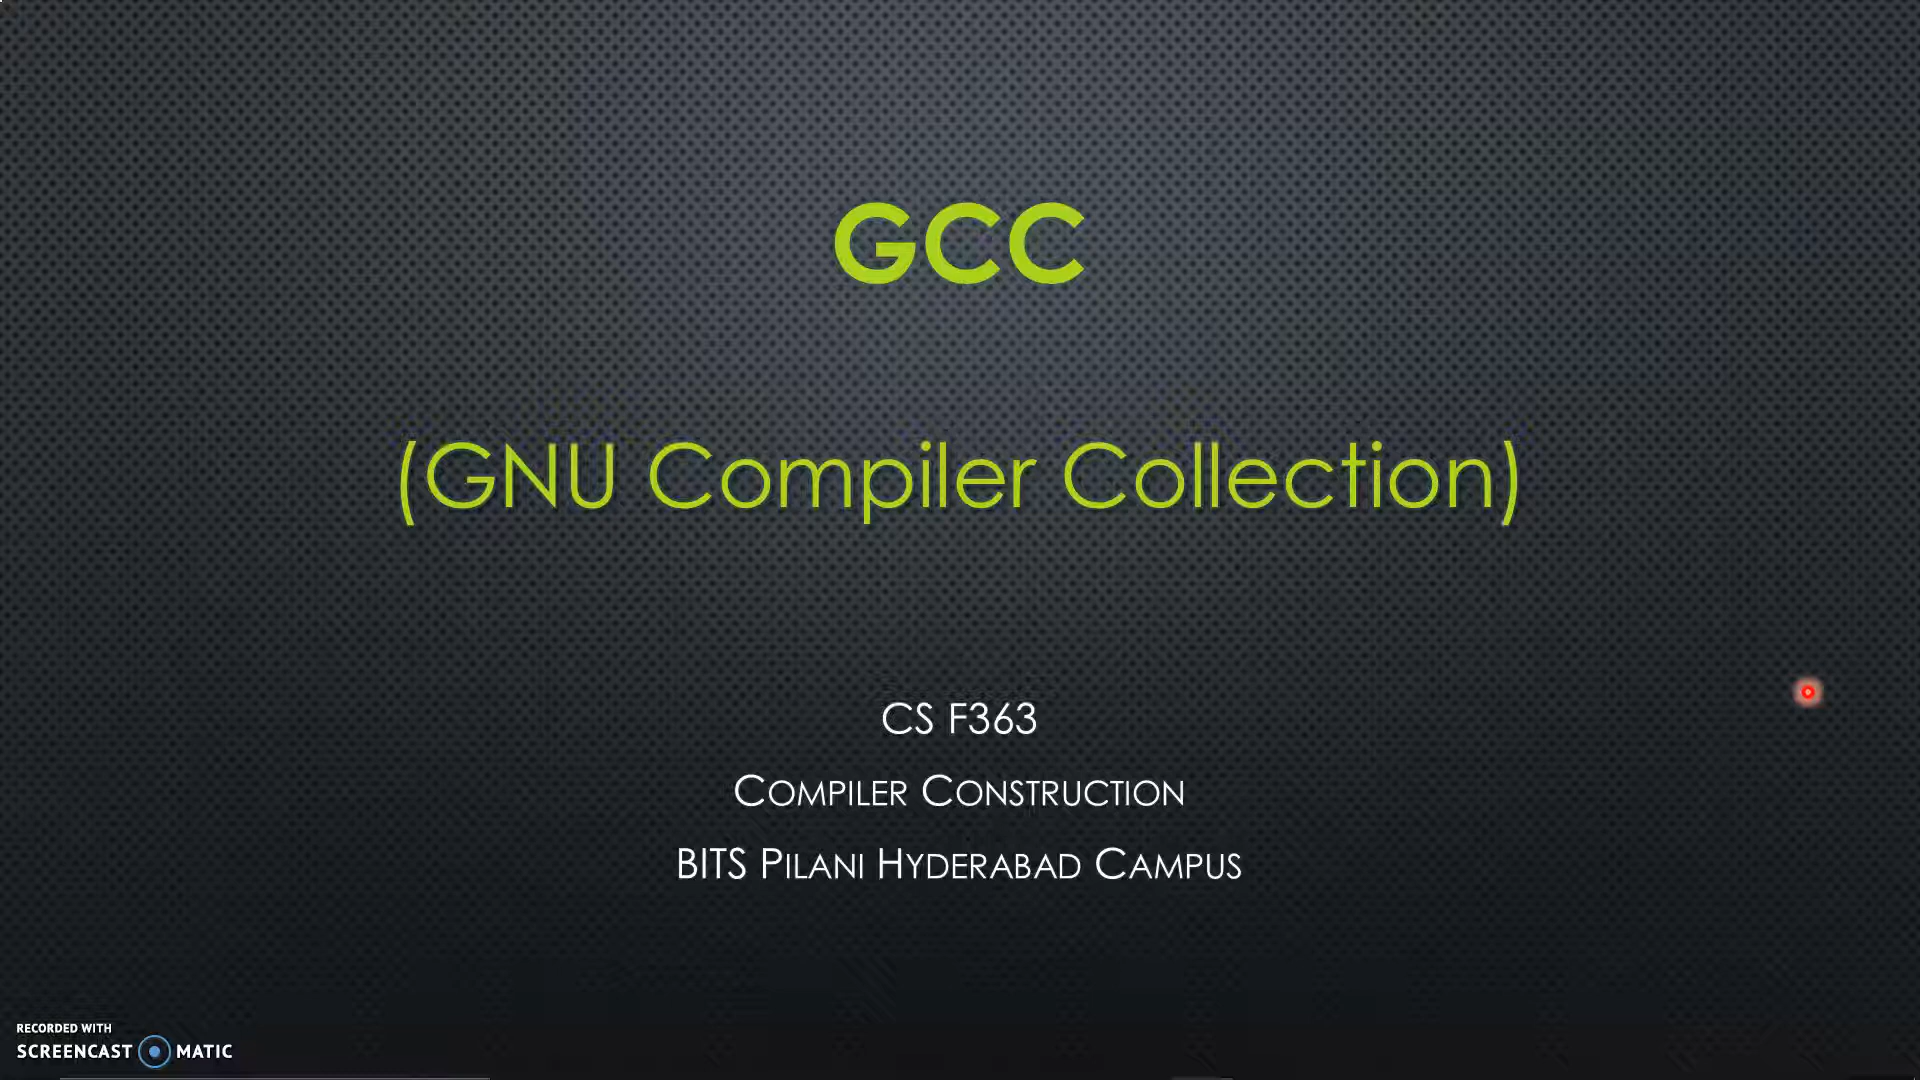 GCC
(GNU Compiler Collection)
CS F363
Compiler Construction
BITS Pilani Hyderabad Campus
RECORDED WITH
SCREENCAST MATIC